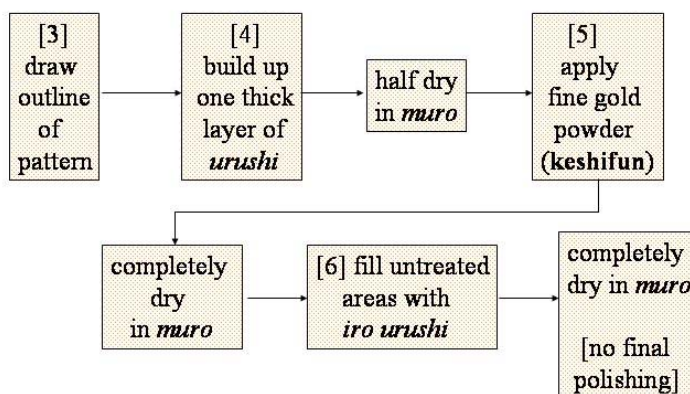 [3]
draw
outline
of
pattern
[4]
build up
one thick
layer of
urushi
half dry
in muro
[5]
apply
fine gold
powder
(keshifun)
completely
dry
in muro
[6] fill untreated
areas with
iro urushi
completely
dry in muro
[no final
polishing]